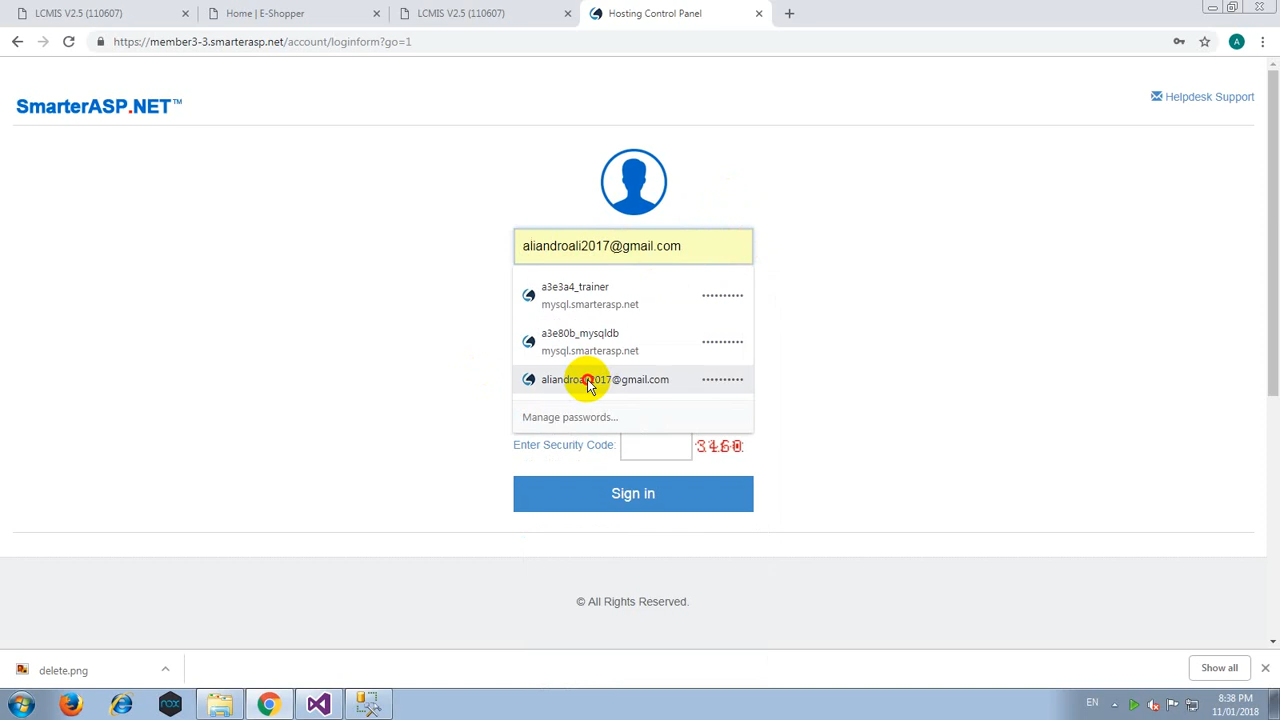 LCMIS V2.5 (110607)
Home | E-Shopper
LCMIS V2.5 (110607)
Hosting Control Panel
https://member3-3.smarterasp.net/account/loginform?go=1
A
SmarterASP.NET™
Helpdesk Support
aliandroali2017@gmail.com
a3e3a4_trainer
mysql.smarterasp.net
a3e80b_mysqldb
mysql.smarterasp.net
aliandroali2017@gmail.com
Manage passwords...
Enter Security Code:
Sign in
© All Rights Reserved.
delete.png
Show all
nox
EN
8:38 PM
11/01/2018